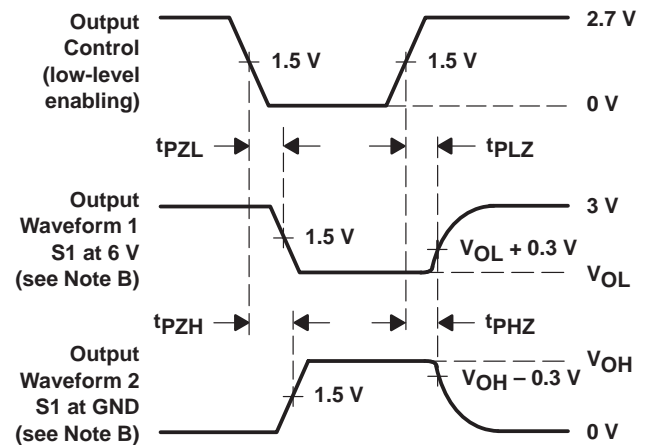 Output
Control
(low-level
enabling)
2.7 V
1.5 V
1.5 V
0 V
tPZL
tPLZ
Output
Waveform 1
S1 at 6 V
(see Note B)
3 V
1.5 V
VOL + 0.3 V
VOL
tPZH
tPHZ
Output
Waveform 2
S1 at GND
(see Note B)
VOH
1.5 V
VOH – 0.3 V
0 V